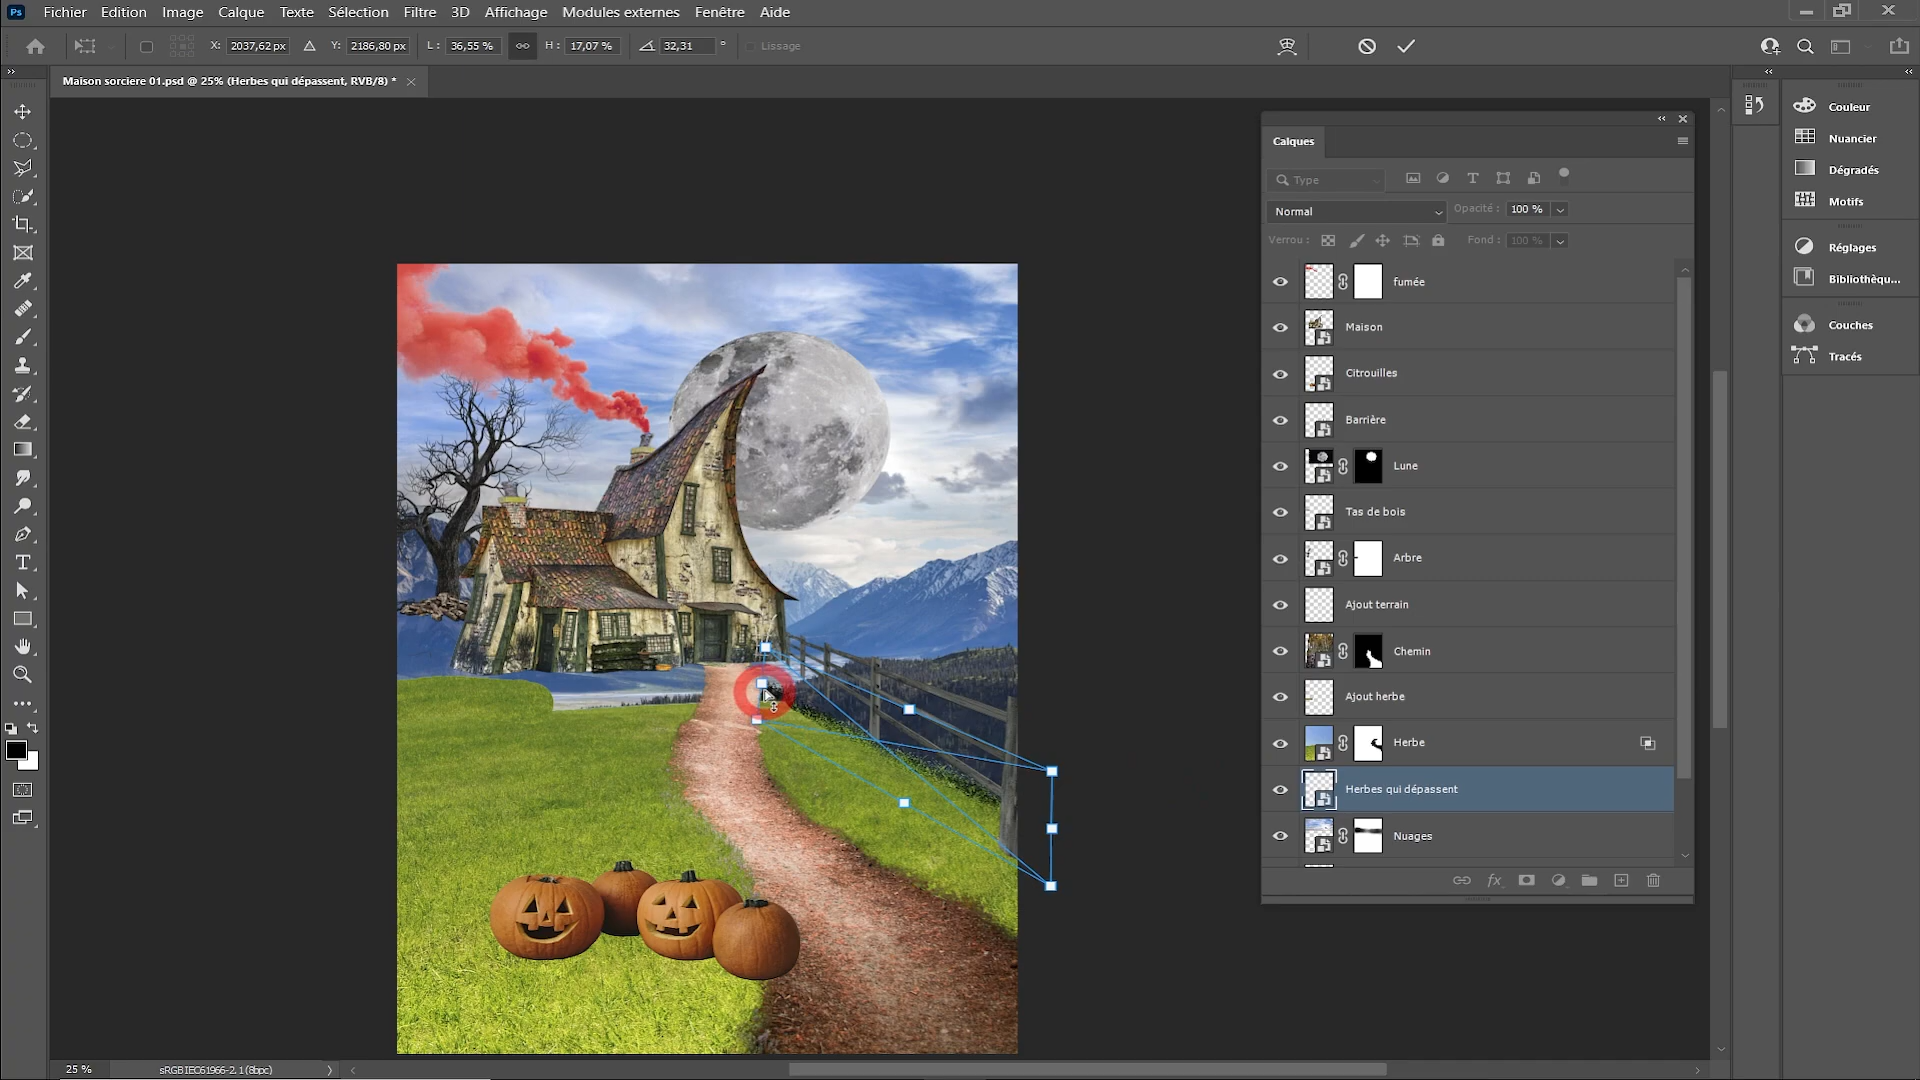 Ps Fichier Edition Image Calque Texte Sélection Filtre 3D Affichage Modules externes Fenêtre Aide
X: 2037,62 px Y: 2186,80 px L : 36,55 % H : 17,07 % 32,31 ° Lissage
Maison sorciere 01.psd @ 25% (Herbes qui dépassent, RVB/8) *
Calques
Type
Normal Opacité : 100 %
Verrou : Fond : 100 %
fumée
Maison
Citrouilles
Barrière
Lune
Tas de bois
Arbre
Ajout terrain
Chemin
Ajout herbe
Herbe
Herbes qui dépassent
Nuages
fx
Couleur
Nuancier
Dégradés
Motifs
Réglages
Bibliothèqu...
Couches
Tracés
25 % sRGB IEC61966-2.1 (8bpc)